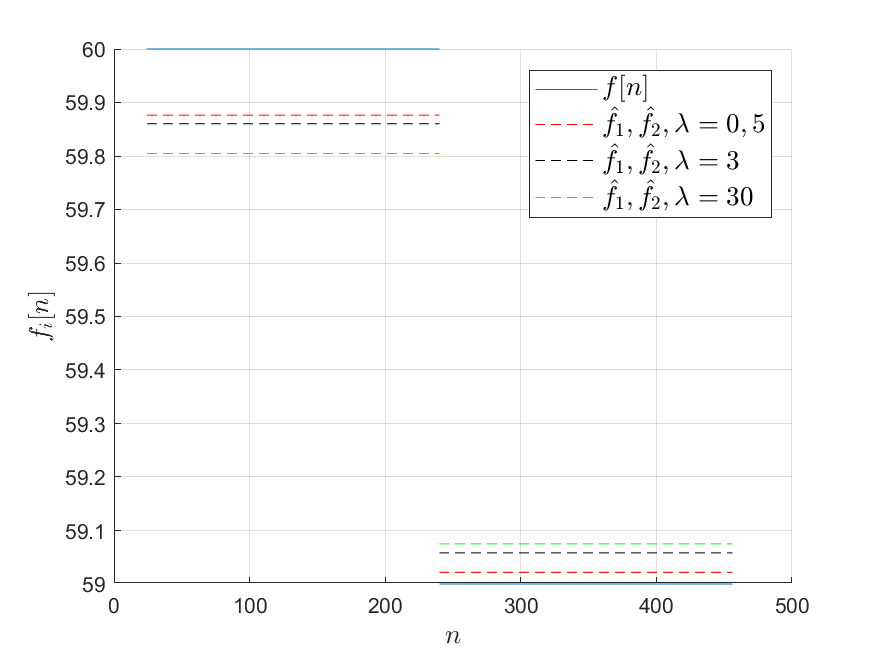 60
59.9
59.8
59.7
59.6
59.5
59.4
59.3
59.2
59.1
59
0 100 200 300 400 500
n
f_i[n]
f[n]
f̂_1, f̂_2, λ = 0, 5
f̂_1, f̂_2, λ = 3
f̂_1, f̂_2, λ = 30